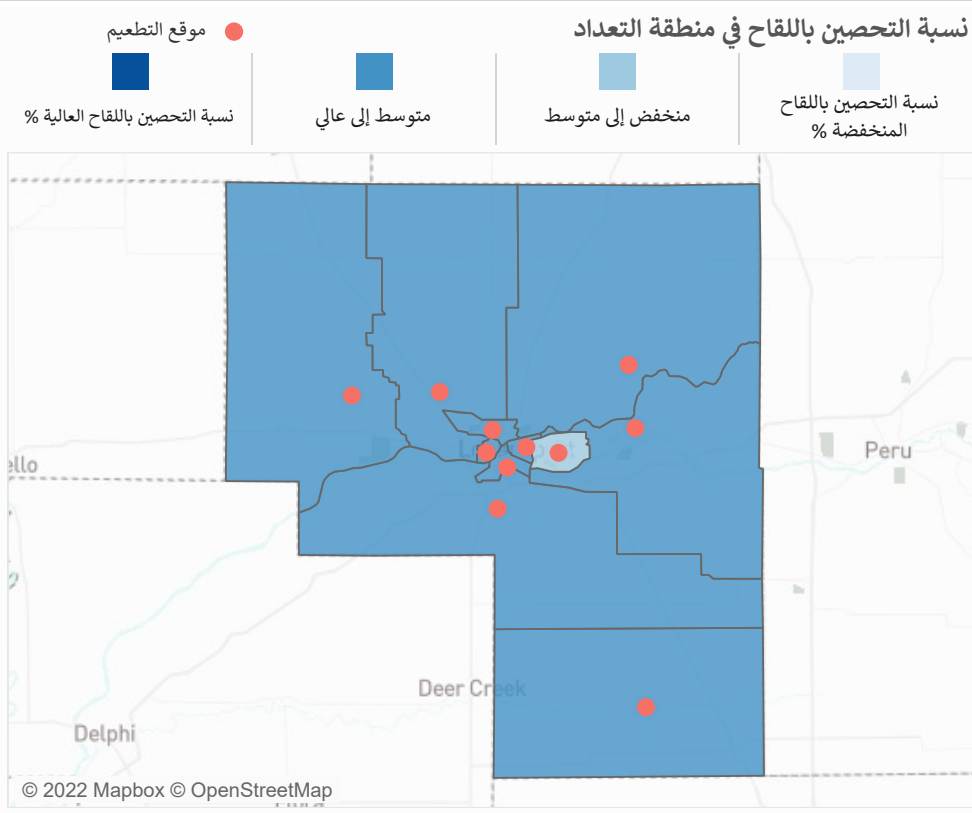 نسبة التحصين باللقاح في منطقة التعداد
موقع التطعيم
نسبة التحصين باللقاح
المنخفضة %
منخفض إلى متوسط
متوسط إلى عالي
نسبة التحصين باللقاح العالية %
Peru
ello
Deer Creek
Delphi
© 2022 Mapbox © OpenStreetMap